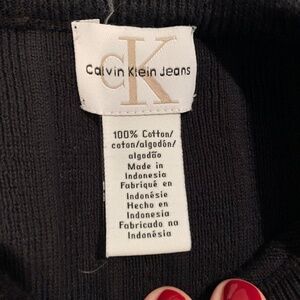 cK
Calvin Klein Jeans
100% Cotton/
coton/algodón/
algodão
Made in
Indonesia
Fabriqué en
Indonésie
Hecho en
Indonesia
Fabricado na
Indonésia